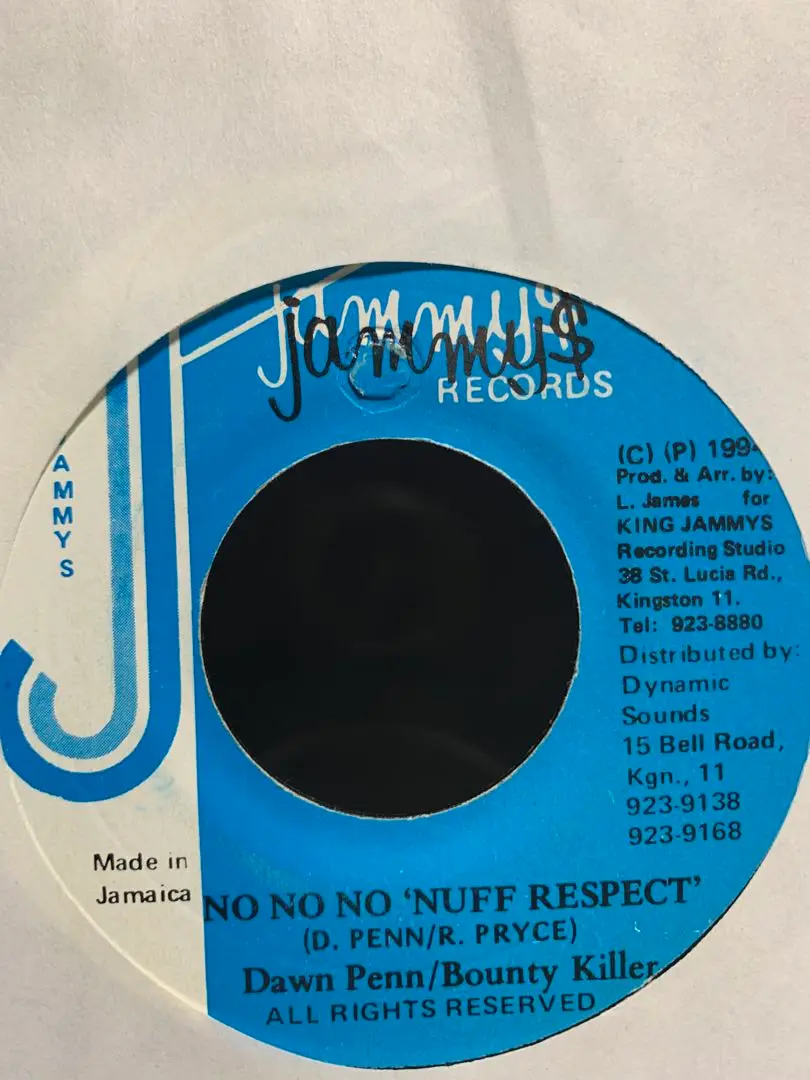 jammy$
jammy$
RECORDS
AMMYS
(C) (P) 1994
Prod. & Arr. by:
L. James for
KING JAMMYS
Recording Studio
38 St. Lucia Rd.,
Kingston 11.
Tel: 923-8880
Distributed by:
Dynamic
Sounds
15 Bell Road,
Kgn., 11
923-9138
923-9168
Made in
Jamaica
NO NO NO ‘NUFF RESPECT’
(D. PENN/R. PRYCE)
Dawn Penn/Bounty Killer
ALL RIGHTS RESERVED